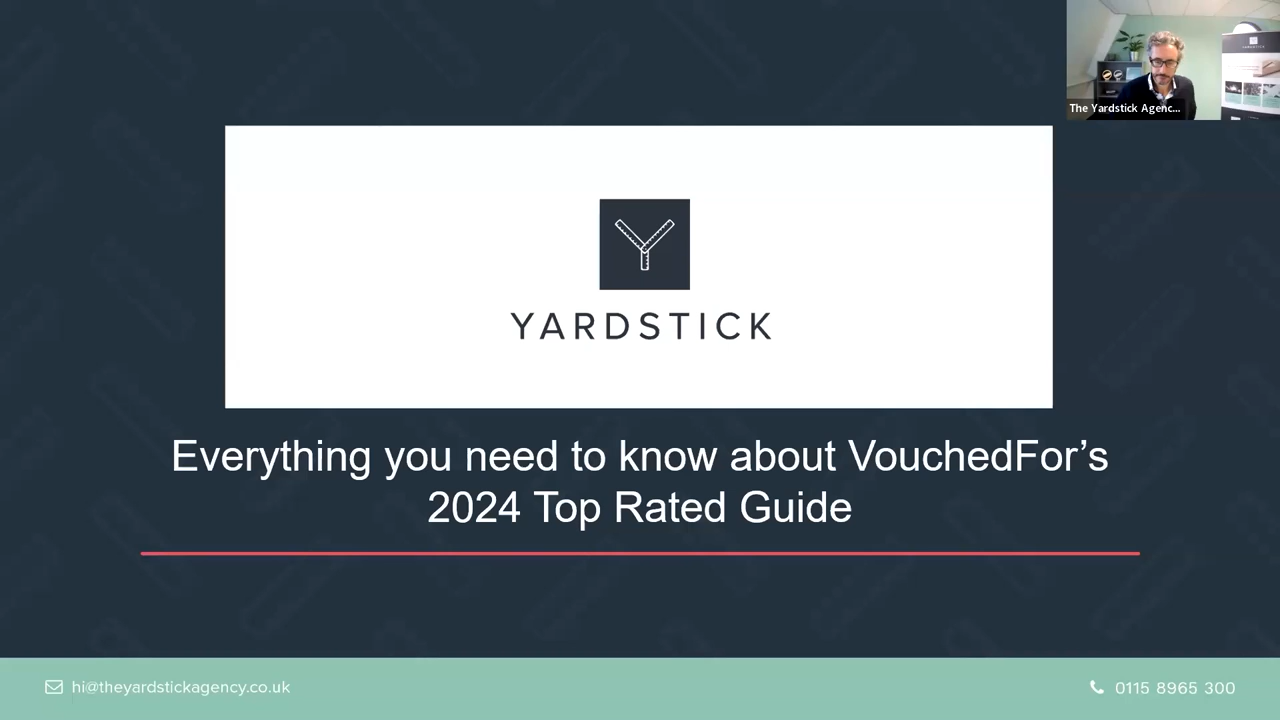 The Yardstick Agenc...
YARDSTICK
YARDSTICK
Everything you need to know about VouchedFor’s
2024 Top Rated Guide
hi@theyardstickagency.co.uk
0115 8965 300